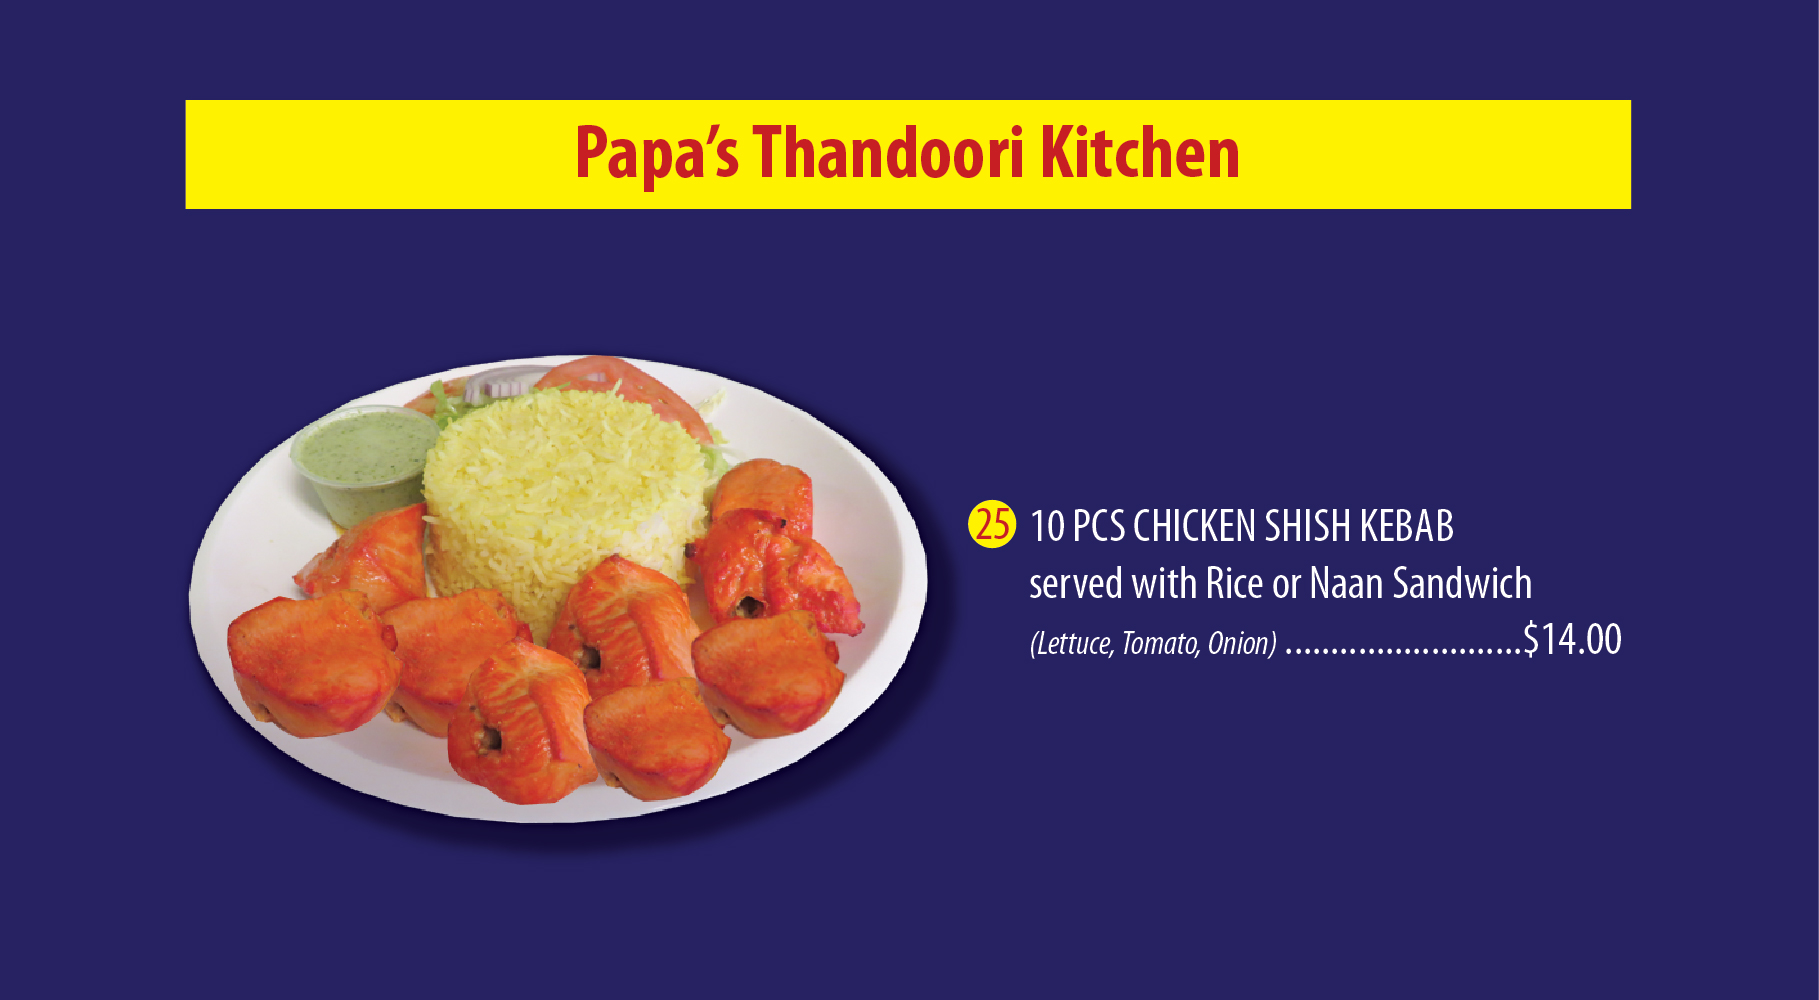 Papa’s Thandoori Kitchen
25 10 PCS CHICKEN SHISH KEBAB
served with Rice or Naan Sandwich
(Lettuce, Tomato, Onion) ..........................$14.00